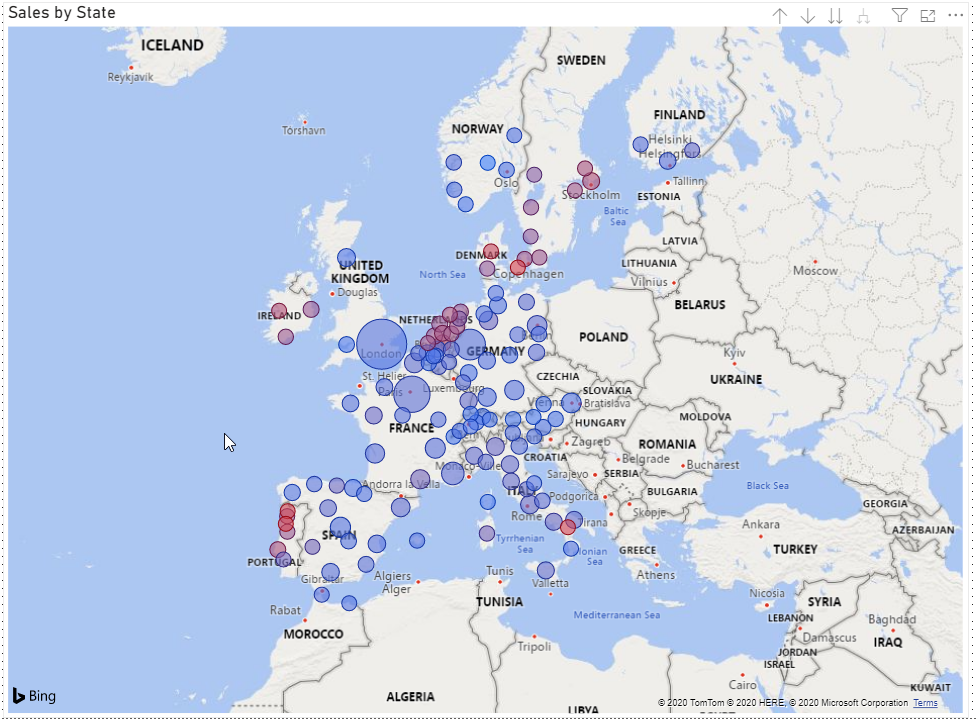 Sales by State
ICELAND
Reykjavik
SWEDEN
Tórshavn
FINLAND
NORWAY
Helsinki
Helsingfors
Oslo
Tallinn
Stockholm
ESTONIA
Baltic
Sea
LATVIA
DENMARK
Copenhagen
LITHUANIA
Moscow
UNITED
KINGDOM
North Sea
Vilnius
Douglas
BELARUS
IRELAND
NETHERLANDS
POLAND
London
GERMANY
Kyiv
St. Helier
Paris
Luxembourg
CZECHIA
UKRAINE
SLOVAKIA
Vienna
Bratislava
FRANCE
HUNGARY
MOLDOVA
Zagreb
ROMANIA
CROATIA
Belgrade
Bucharest
Monaco-Ville
Sarajevo
SERBIA
Andorra la Vella
ITALY
Podgorica
BULGARIA
Black Sea
Rome
Skopje
GEORGIA
Tirana
Ankara
AZERBAIJAN
SPAIN
Tyrrhenian
Sea
Ionian
Sea
GREECE
TURKEY
PORTUGAL
Athens
Gibraltar
Algiers
Alger
Tunis
Valletta
Nicosia
SYRIA
Rabat
TUNISIA
Mediterranean Sea
LEBANON
Baghdad
MOROCCO
Damascus
IRAQ
Tripoli
JORDAN
ISRAEL
Cairo
KUWAIT
ALGERIA
LIBYA
Bing
© 2020 TomTom © 2020 HERE, © 2020 Microsoft Corporation Terms